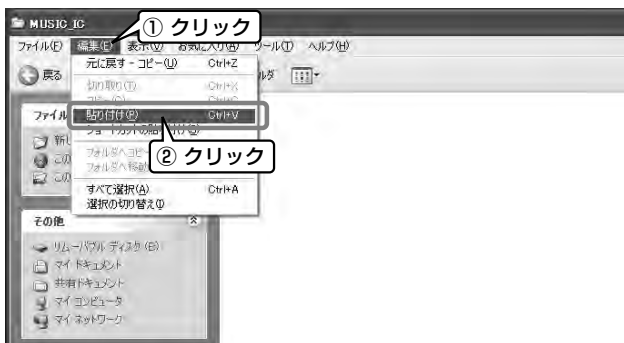 MUSIC_IC
① クリック
ファイル(F) 編集(E) 表示(V) お気に入り(A) ツール(T) ヘルプ(H)
戻る
元に戻す - コピー(U) Ctrl+Z
切り取り(T) Ctrl+X
コピー(C) Ctrl+C
貼り付け(P) Ctrl+V
② クリック
すべて選択(A) Ctrl+A
選択の切り替え(I)
その他
リムーバブル ディスク (E)
マイ ドキュメント
共有ドキュメント
マイ コンピュータ
マイ ネットワーク